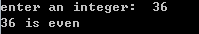 enter an integer:  36
36 is even